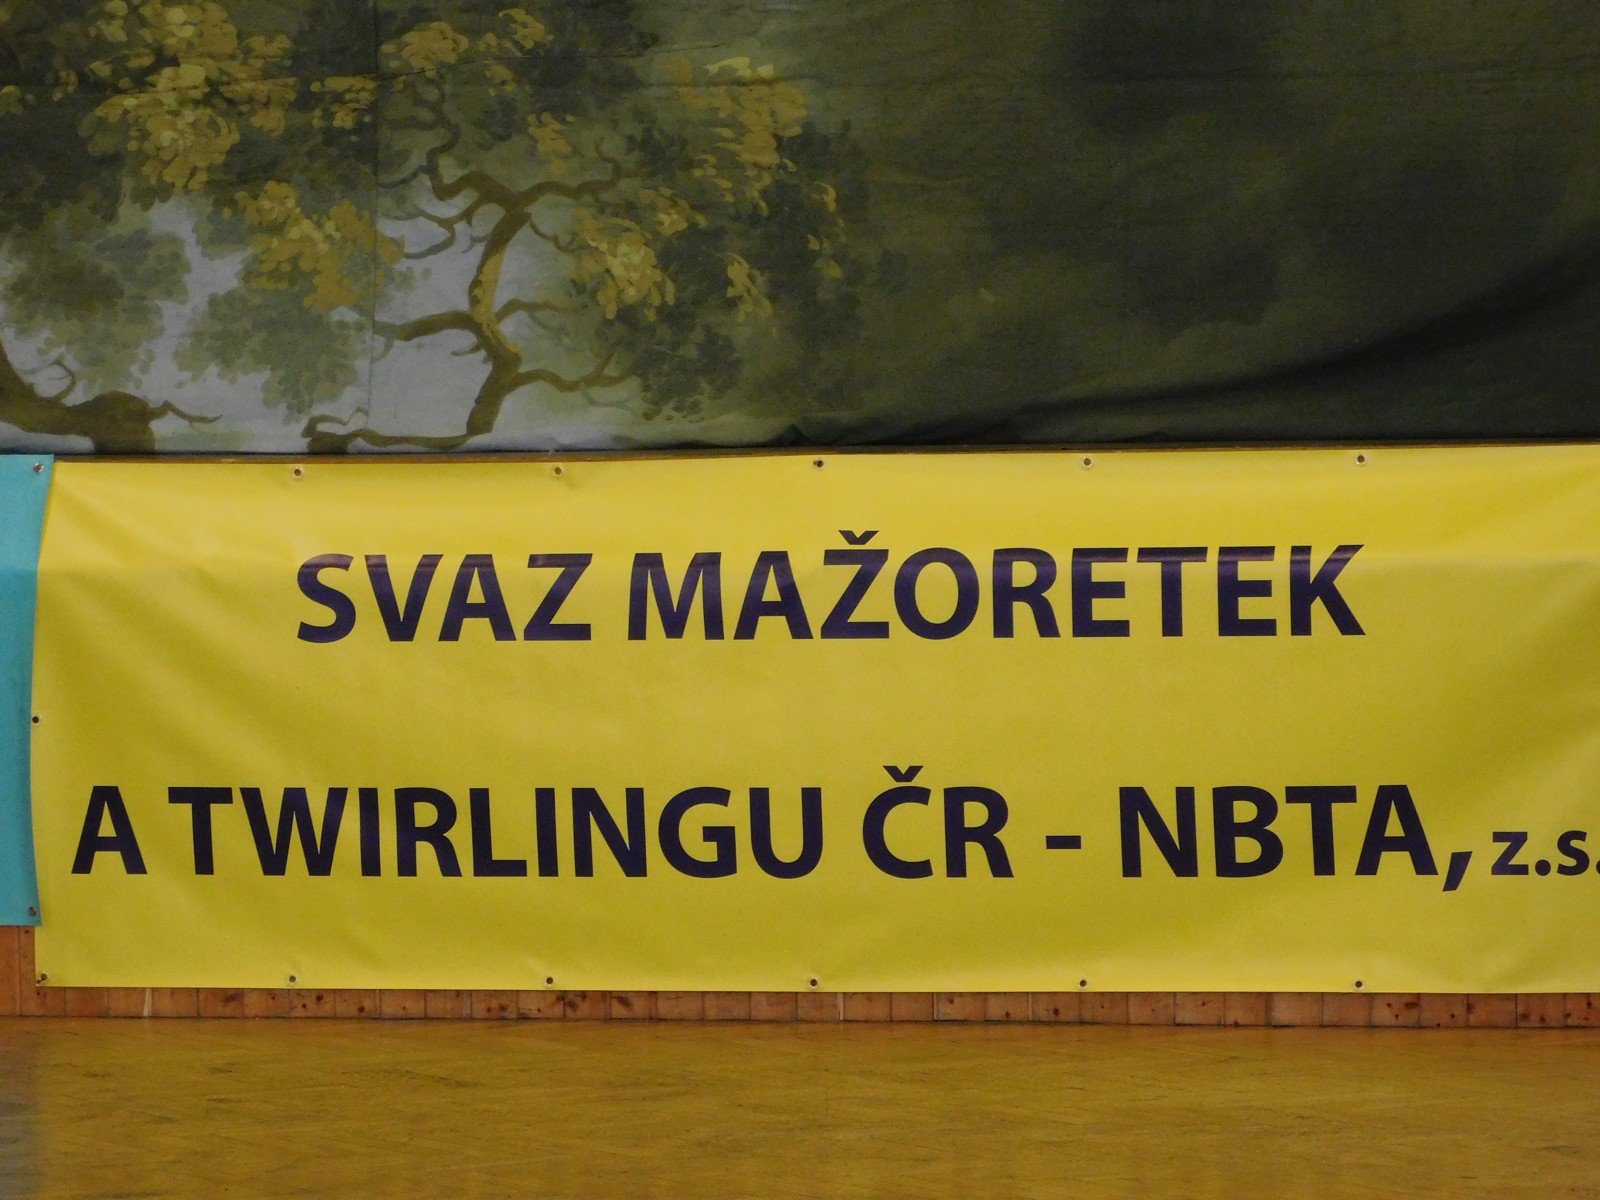 SVAZ MAŽORETEK
A TWIRLINGU ČR - NBTA, z.s.